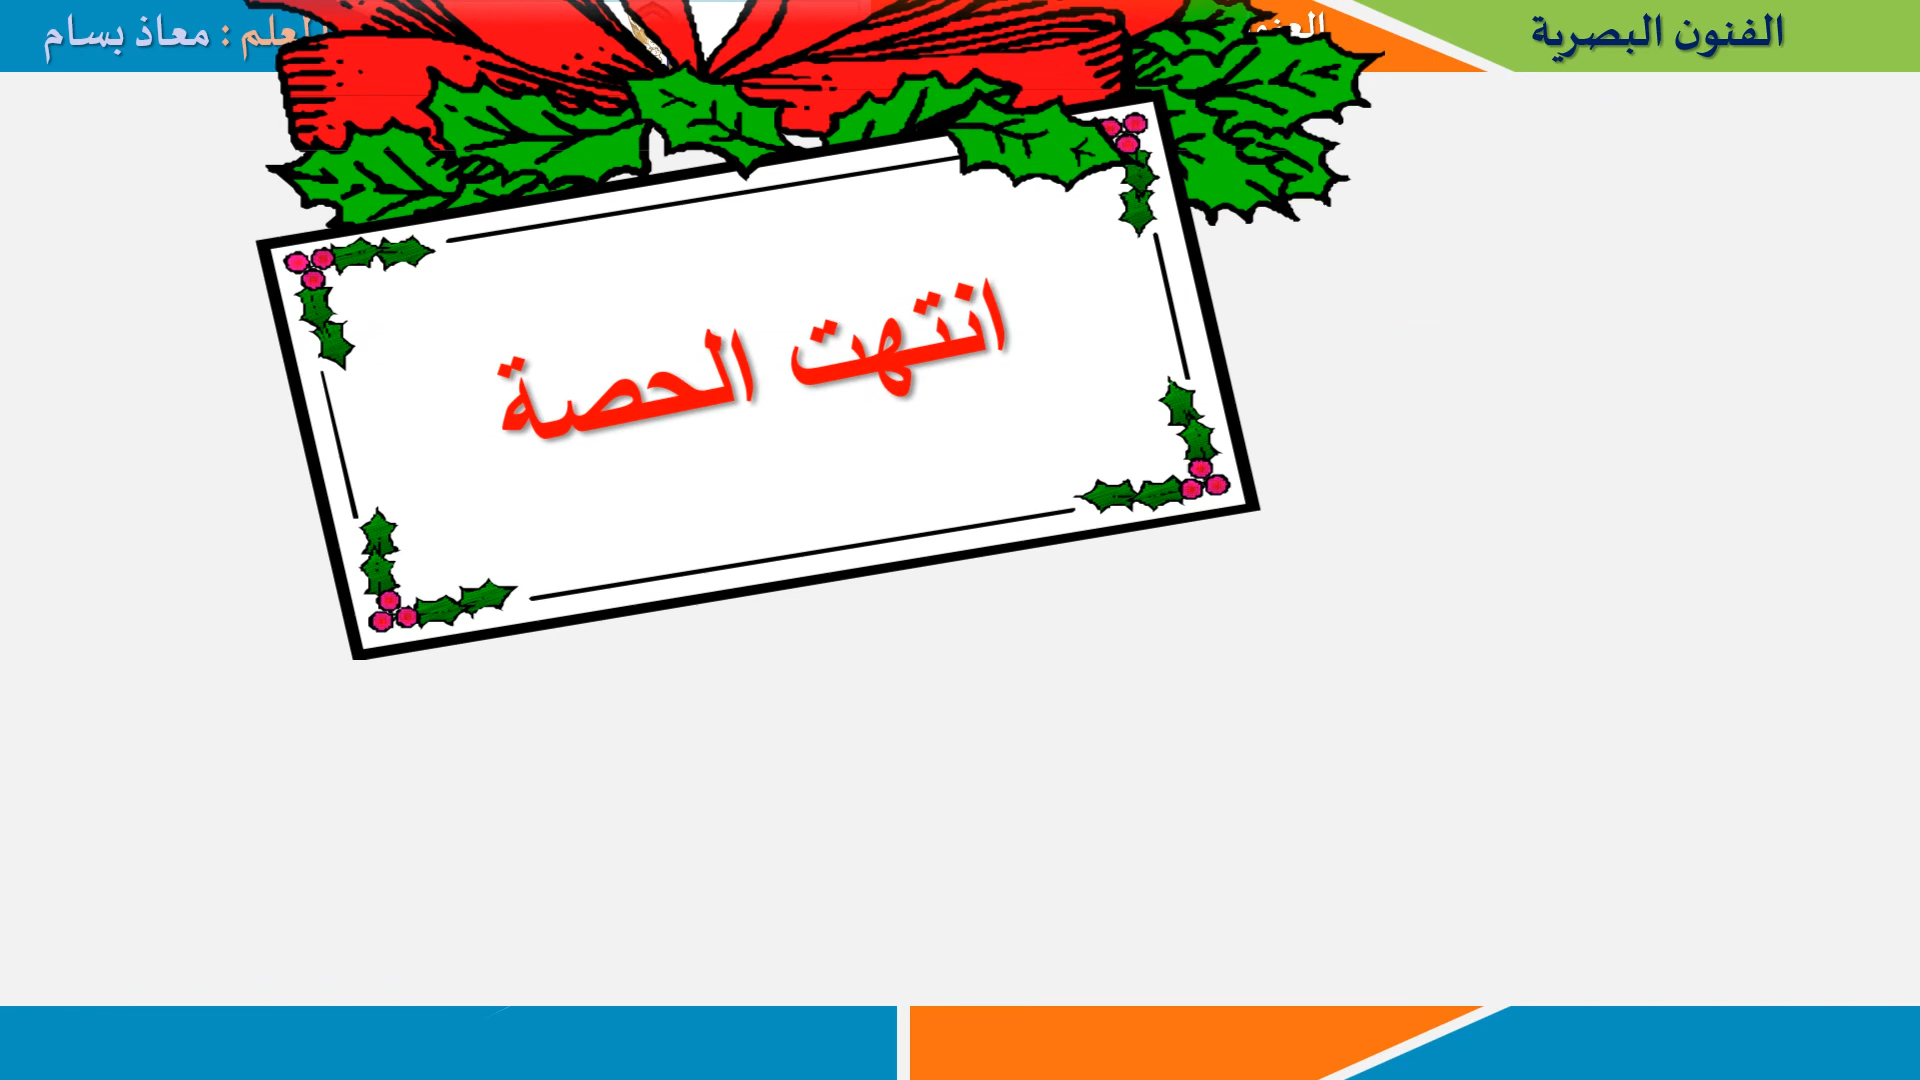 الفنون البصرية
المعلم : معاذ بسام
انتهت الحصة